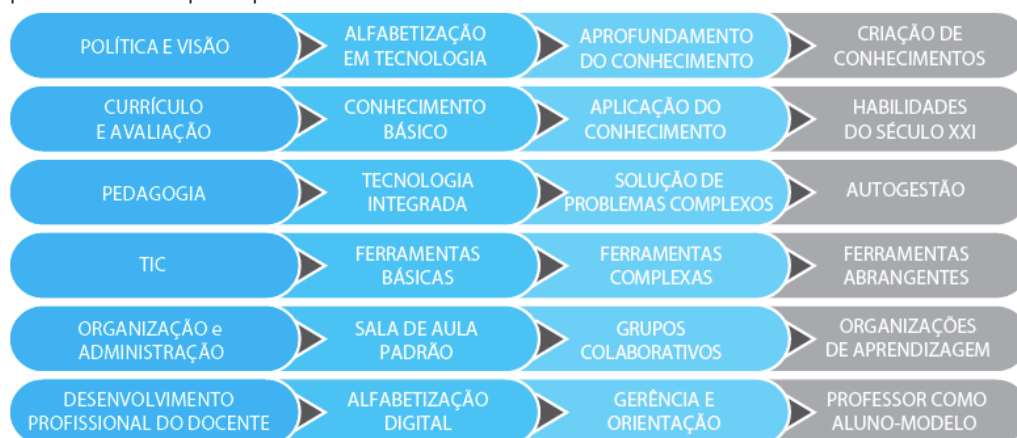 POLÍTICA E VISÃO
ALFABETIZAÇÃO
EM TECNOLOGIA
APROFUNDAMENTO
DO CONHECIMENTO
CRIAÇÃO DE
CONHECIMENTOS
CURRÍCULO
E AVALIAÇÃO
CONHECIMENTO
BÁSICO
APLICAÇÃO DO
CONHECIMENTO
HABILIDADES
DO SÉCULO XXI
PEDAGOGIA
TECNOLOGIA
INTEGRADA
SOLUÇÃO DE
PROBLEMAS COMPLEXOS
AUTOGESTÃO
TIC
FERRAMENTAS
BÁSICAS
FERRAMENTAS
COMPLEXAS
FERRAMENTAS
ABRANGENTES
ORGANIZAÇÃO e
ADMINISTRAÇÃO
SALA DE AULA
PADRÃO
GRUPOS
COLABORATIVOS
ORGANIZAÇÕES
DE APRENDIZAGEM
DESENVOLVIMENTO
PROFISSIONAL DO DOCENTE
ALFABETIZAÇÃO
DIGITAL
GERÊNCIA E
ORIENTAÇÃO
PROFESSOR COMO
ALUNO-MODELO